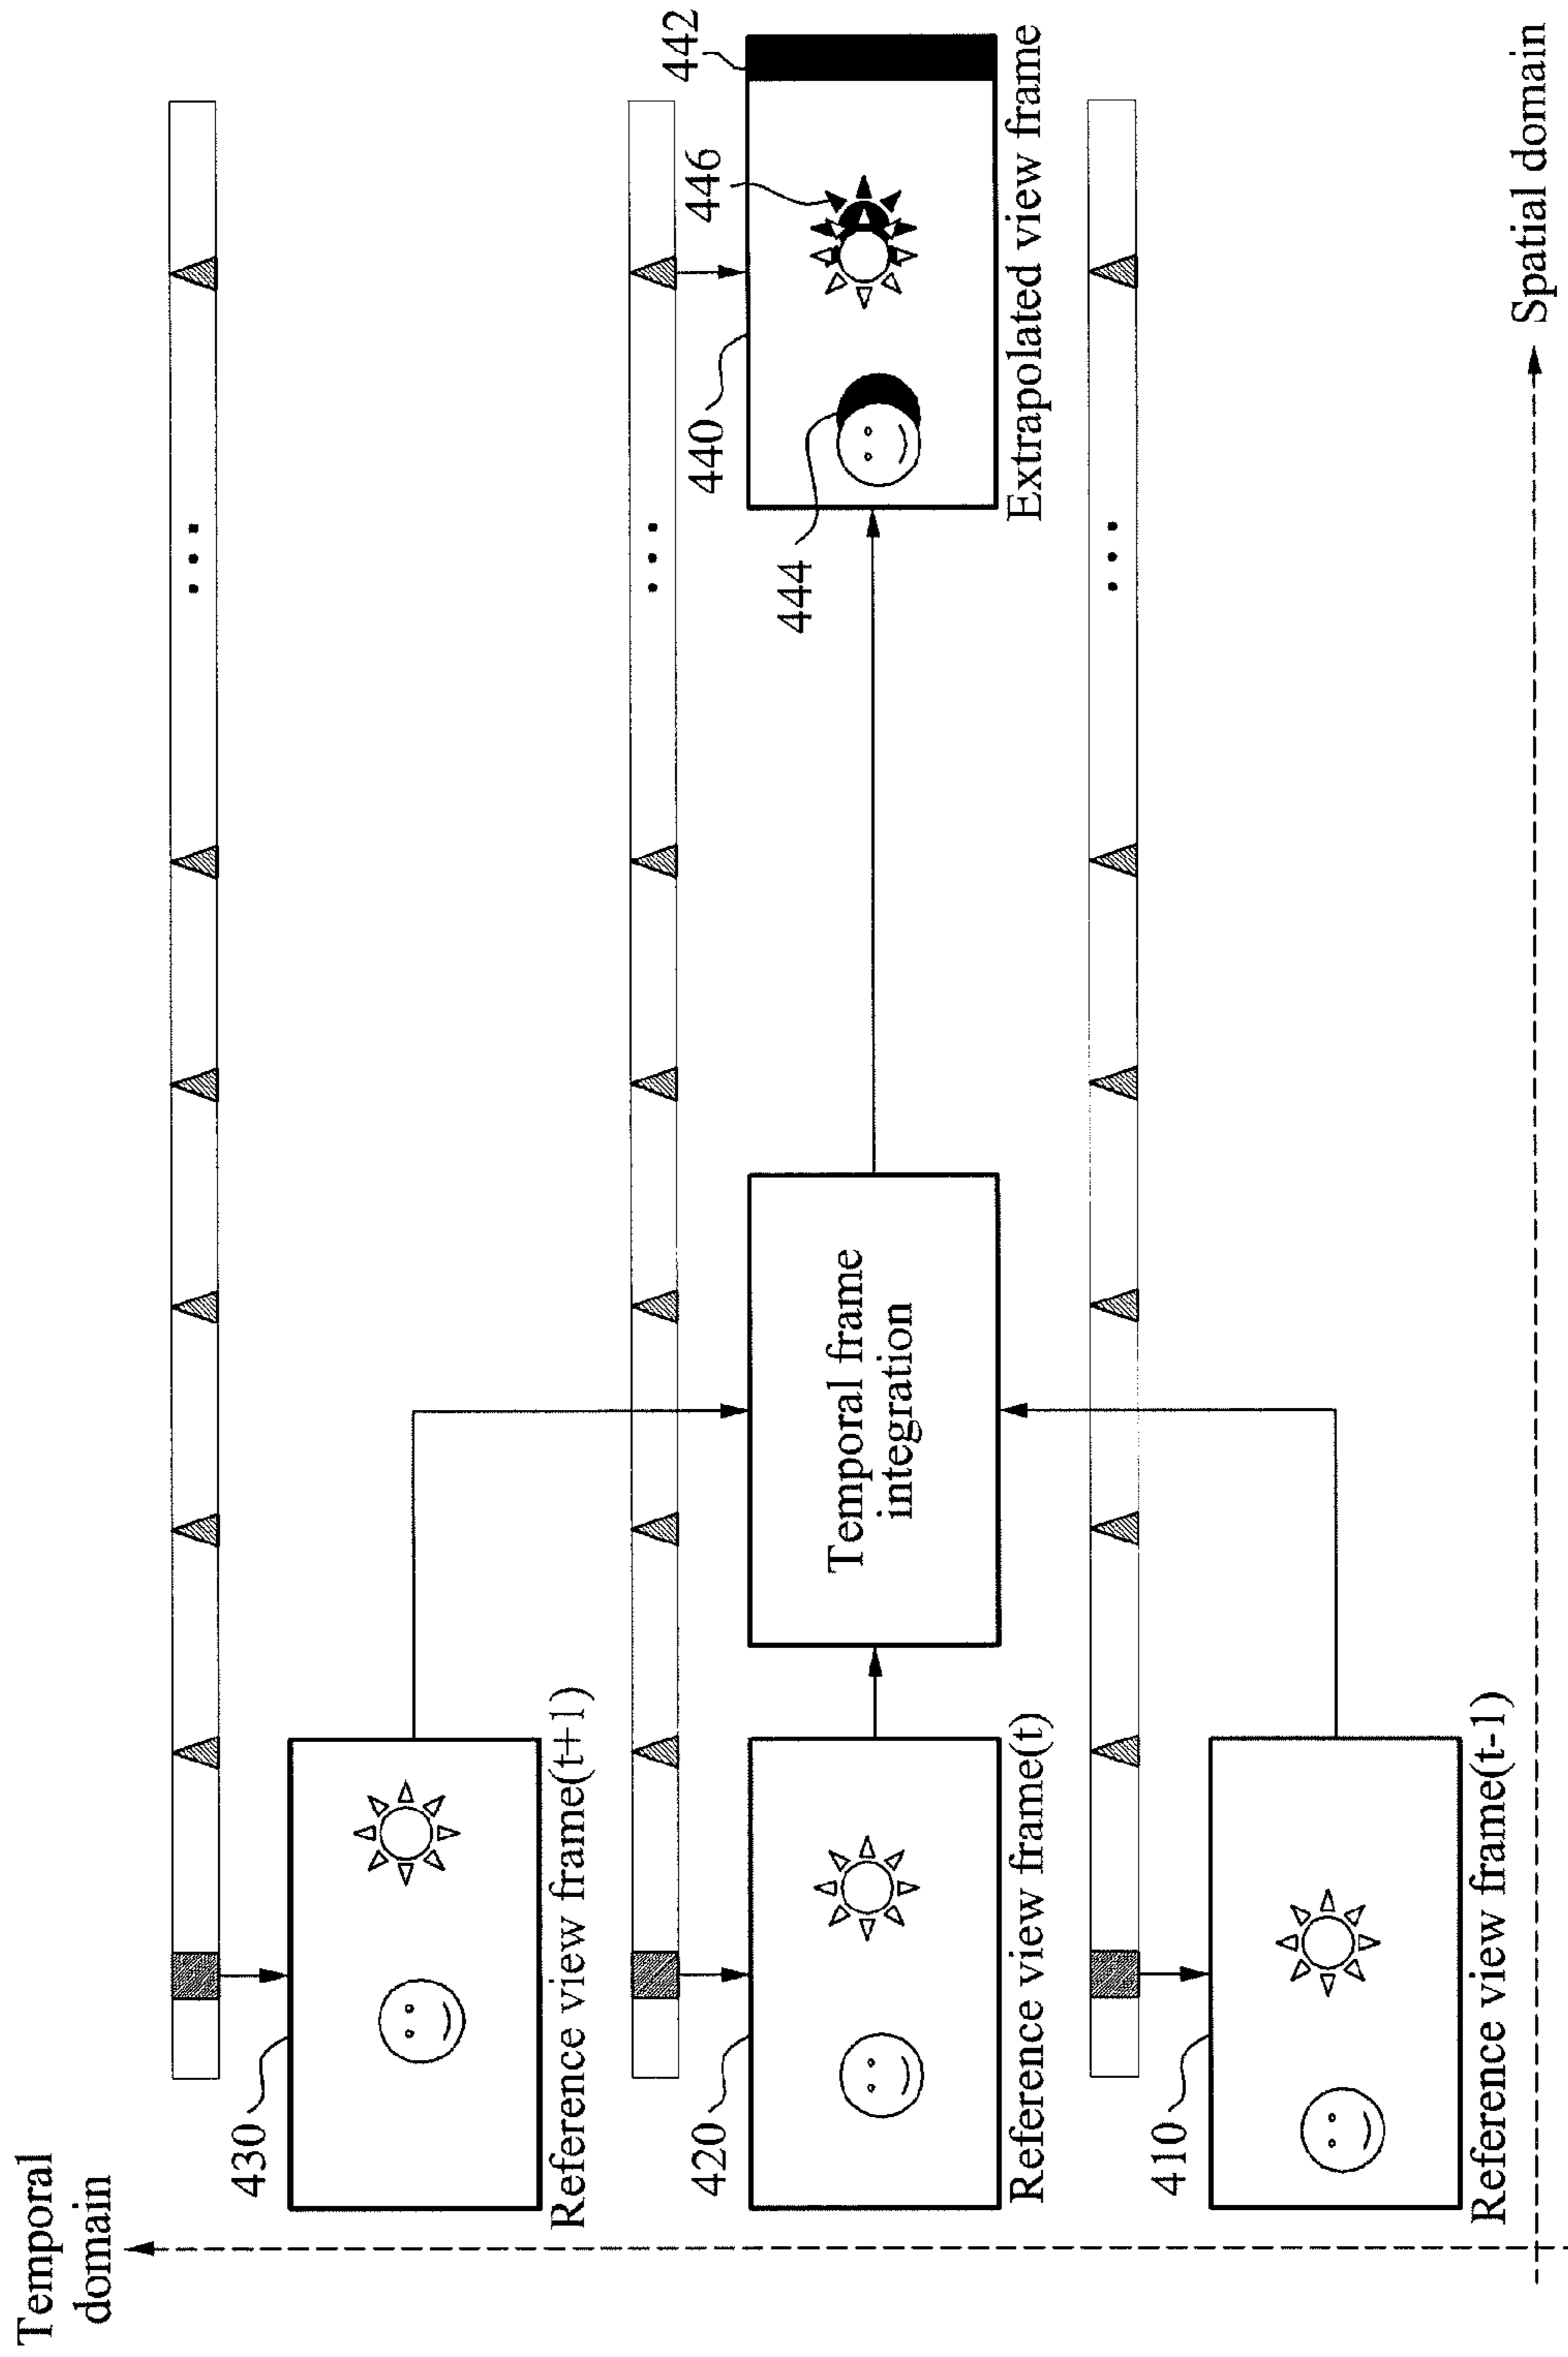 Temporal
domain
430
Reference view frame(t+1)
...
420
Reference view frame(t)
Temporal frame
integration
...
444
440
446
442
Extrapolated view frame
410
Reference view frame(t-1)
...
Spatial domain